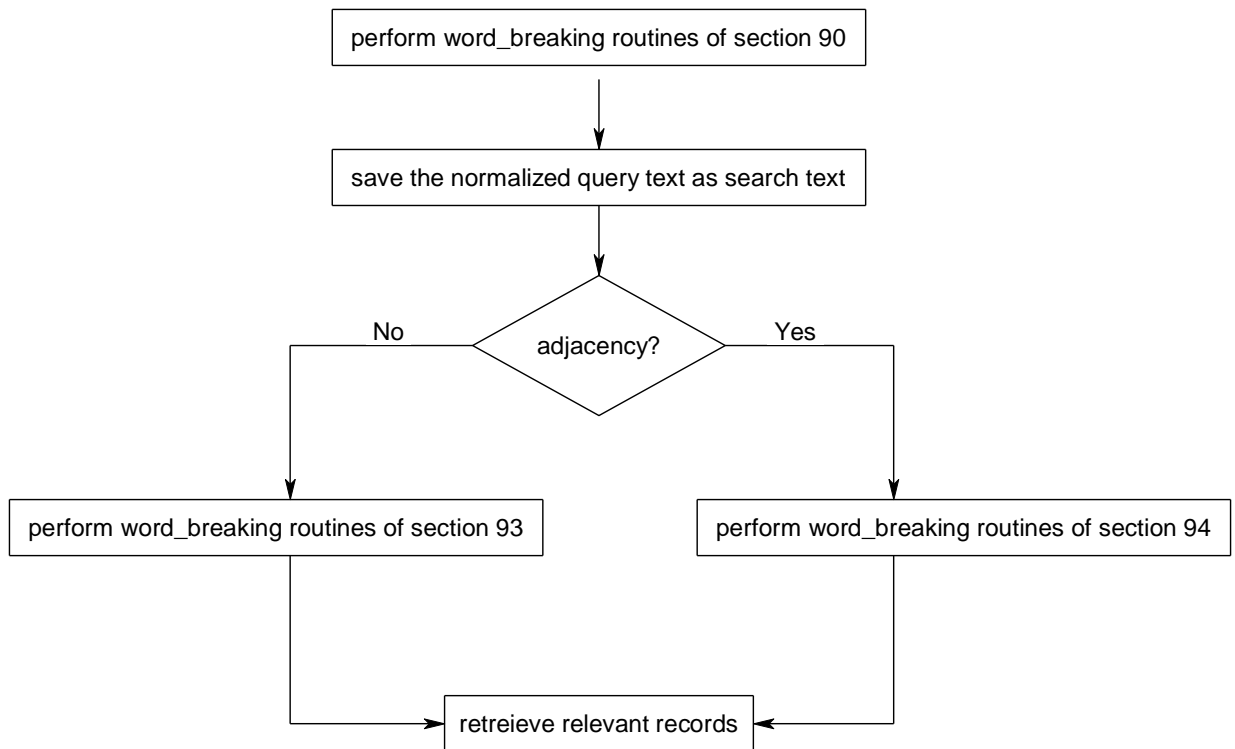 perform word_breaking routines of section 90
save the normalized query text as search text
adjacency?
No
Yes
perform word_breaking routines of section 93
perform word_breaking routines of section 94
retreieve relevant records